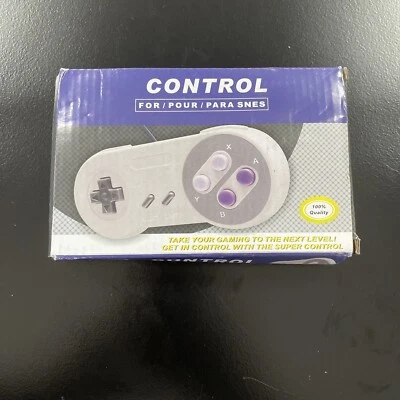 CONTROL
FOR / POUR / PARA SNES
X
A
Y
B
100%
Quality
TAKE YOUR GAMING TO THE NEXT LEVEL!
GET IN CONTROL WITH THE SUPER CONTROL
CONTROL